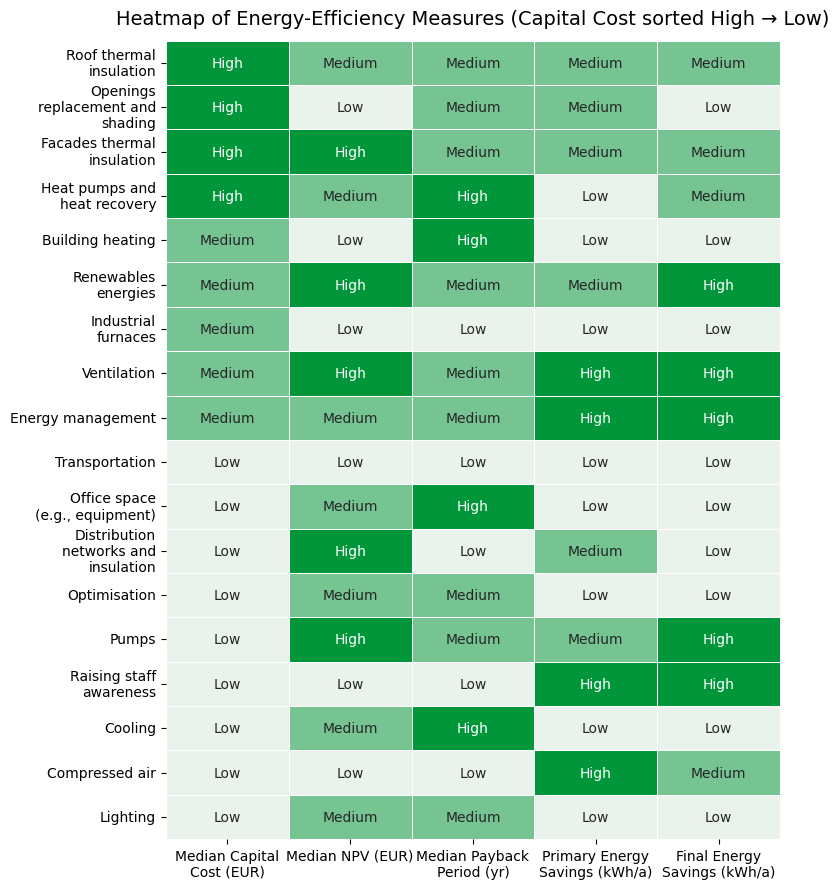 Heatmap of Energy-Efficiency Measures (Capital Cost sorted High → Low)
Roof thermal
insulation
High Medium Medium Medium Medium
Openings
replacement and
shading
High Low Medium Medium Low
Facades thermal
insulation
High High Medium Medium Medium
Heat pumps and
heat recovery
High Medium High Low Medium
Building heating
Medium Low High Low Low
Renewables
energies
Medium High Medium Medium High
Industrial
furnaces
Medium Low Low Low Low
Ventilation
Medium High Medium High High
Energy management
Medium Medium Medium High High
Transportation
Low Low Low Low Low
Office space
(e.g., equipment)
Low Medium High Low Low
Distribution
networks and
insulation
Low High Low Medium Low
Optimisation
Low Medium Medium Low Low
Pumps
Low High Medium Medium High
Raising staff
awareness
Low Low Low High High
Cooling
Low Medium High Low Low
Compressed air
Low Low Low High Medium
Lighting
Low Medium Medium Low Low
Median Capital
Cost (EUR)
Median NPV (EUR)
Median Payback
Period (yr)
Primary Energy
Savings (kWh/a)
Final Energy
Savings (kWh/a)